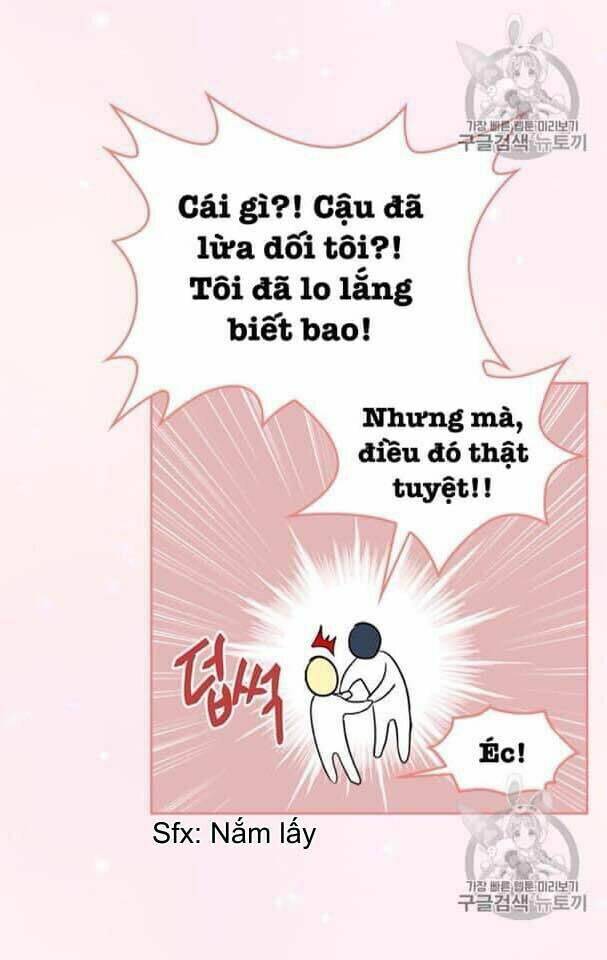 가장 빠른 웹툰 미리보기
구글검색 뉴토끼
Cái gì?! Cậu đã
lừa dối tôi?!
Tôi đã lo lắng
biết bao!
Nhưng mà,
điều đó thật
tuyệt!!
덥썩
Éc!
Sfx: Nắm lấy
가장 빠른 웹툰 미리보기
구글검색 뉴토끼